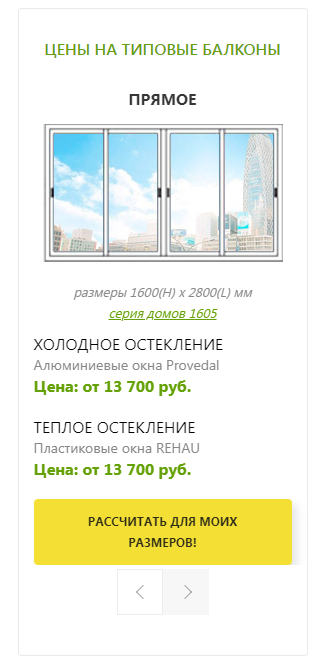 ЦЕНЫ НА ТИПОВЫЕ БАЛКОНЫ
ПРЯМОЕ
размеры 1600(H) x 2800(L) мм
серия домов 1605
ХОЛОДНОЕ ОСТЕКЛЕНИЕ
Алюминиевые окна Provedal
Цена: от 13 700 руб.
ТЕПЛОЕ ОСТЕКЛЕНИЕ
Пластиковые окна REHAU
Цена: от 13 700 руб.
РАССЧИТАТЬ ДЛЯ МОИХ
РАЗМЕРОВ!